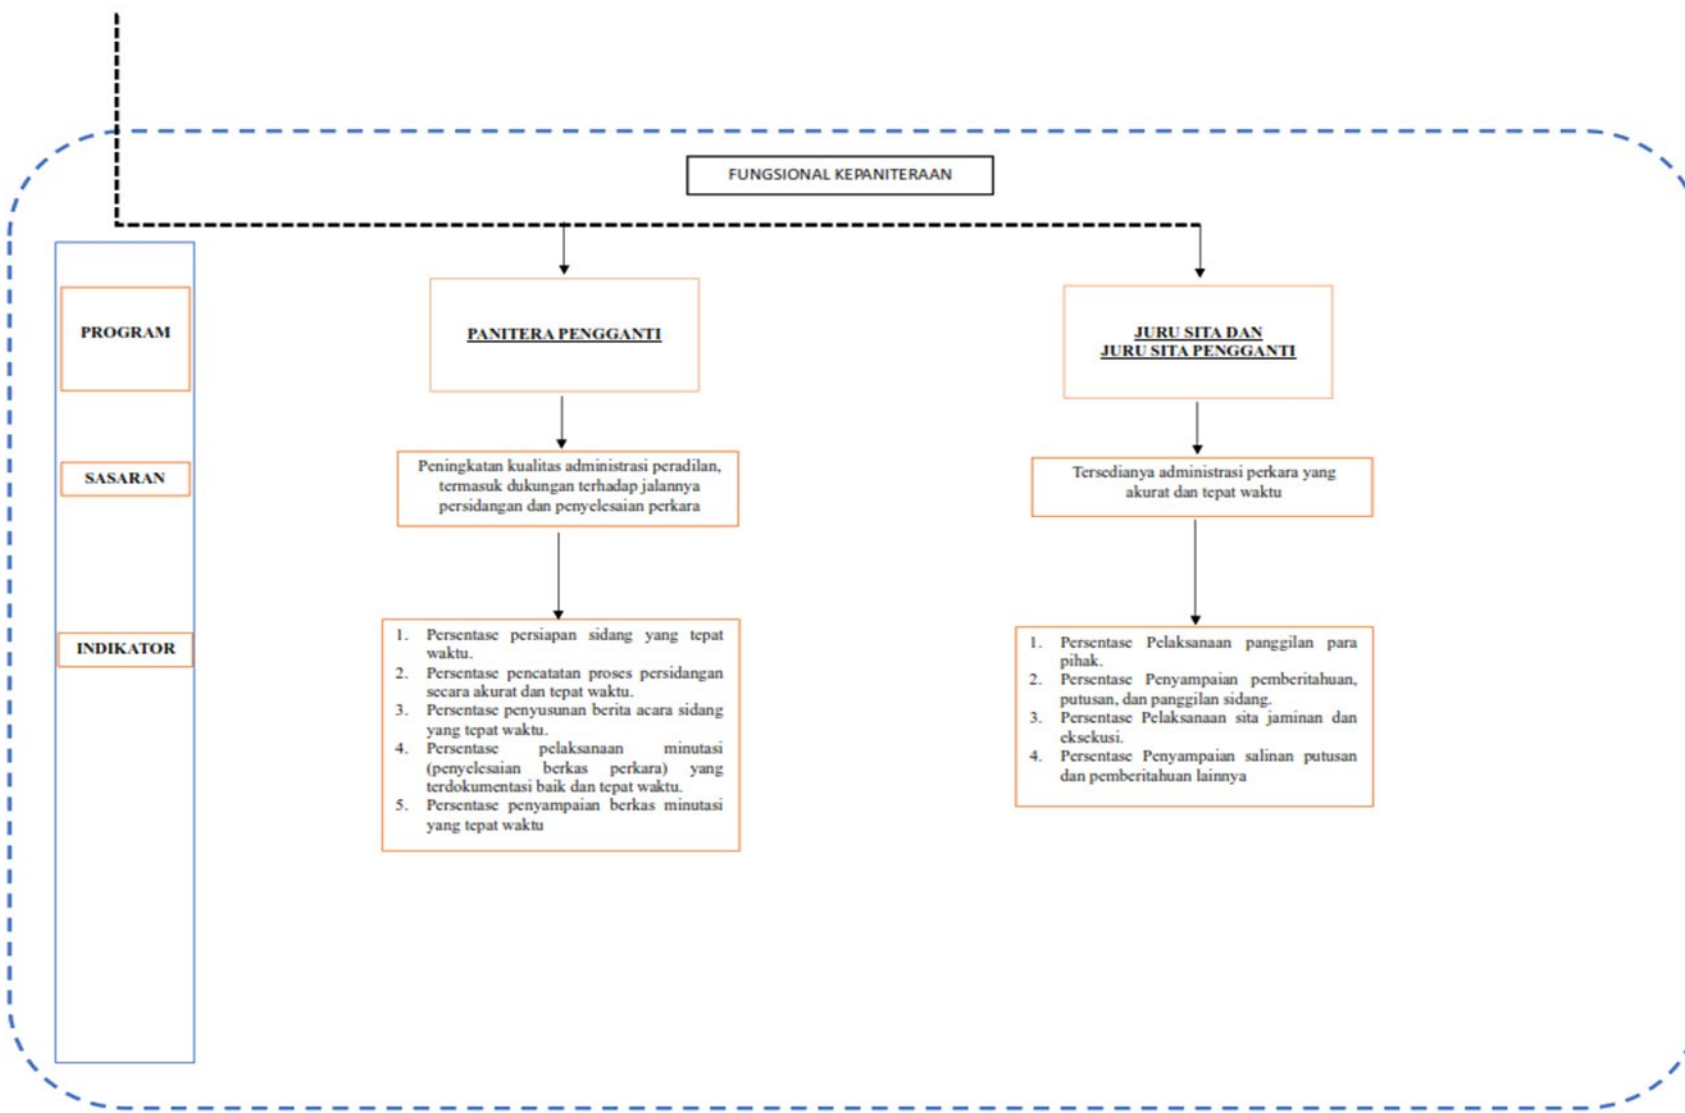 FUNGSIONAL KEPANITERAAN
PROGRAM
PANITERA PENGGANTI
JURU SITA DAN
JURU SITA PENGGANTI
SASARAN
Peningkatan kualitas administrasi peradilan,
termasuk dukungan terhadap jalannya
persidangan dan penyelesaian perkara
Tersedianya administrasi perkara yang
akurat dan tepat waktu
INDIKATOR
1. Persentase persiapan sidang yang tepat
waktu.
2. Persentase pencatatan proses persidangan
secara akurat dan tepat waktu.
3. Persentase penyusunan berita acara sidang
yang tepat waktu.
4. Persentase pelaksanaan minutasi
(penyelesaian berkas perkara) yang
terdokumentasi baik dan tepat waktu.
5. Persentase penyampaian berkas minutasi
yang tepat waktu
1. Persentase Pelaksanaan panggilan para
pihak.
2. Persentase Penyampaian pemberitahuan,
putusan, dan panggilan sidang.
3. Persentase Pelaksanaan sita jaminan dan
eksekusi.
4. Persentase Penyampaian salinan putusan
dan pemberitahuan lainnya